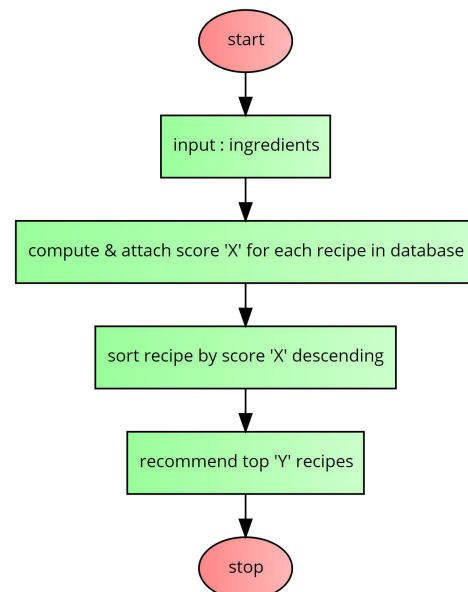 start
input : ingredients
compute & attach score 'X' for each recipe in database
sort recipe by score 'X' descending
recommend top 'Y' recipes
stop